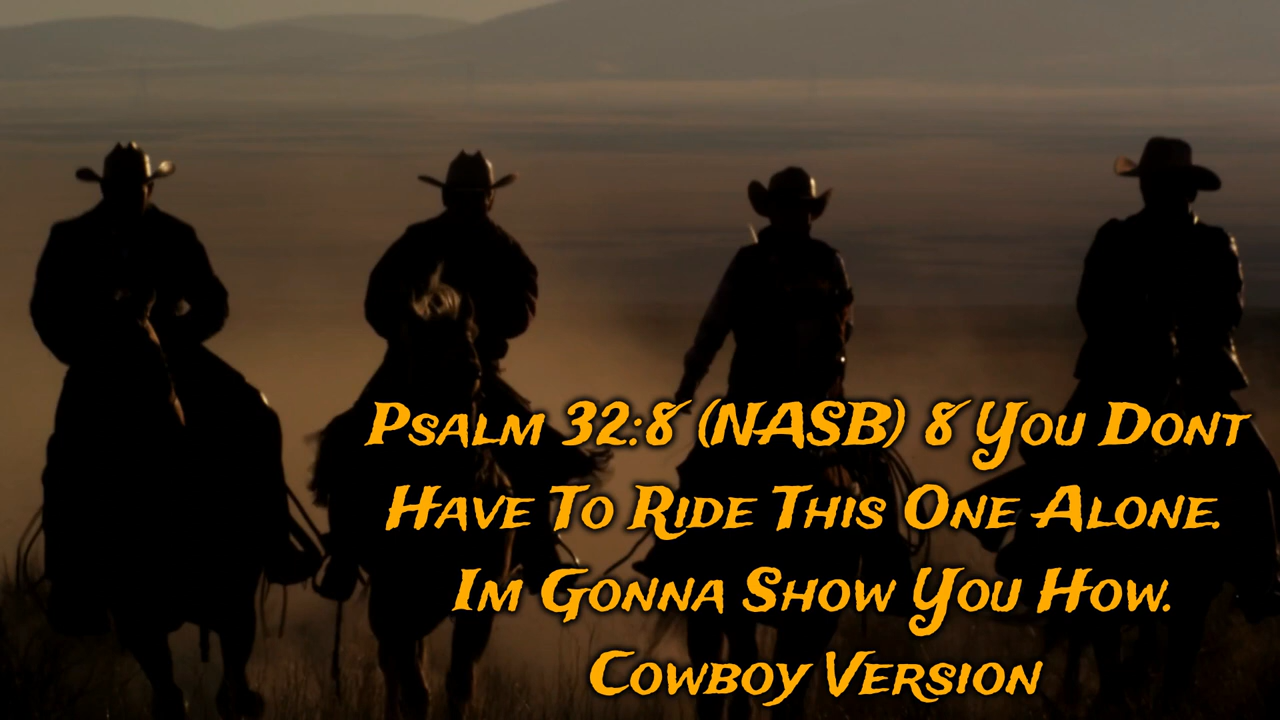 Psalm 32:8 (NASB) 8 You Dont
Have To Ride This One Alone.
Im Gonna Show You How.
Cowboy Version